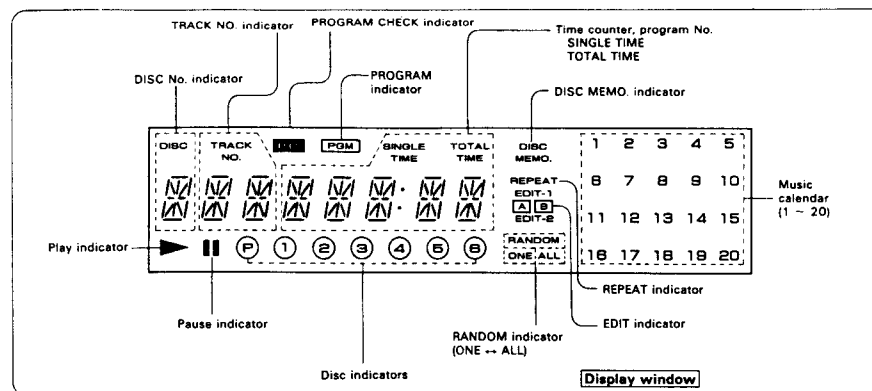 TRACK NO. indicator
PROGRAM CHECK indicator
Time counter, program No.
SINGLE TIME
TOTAL TIME
DISC No. indicator
PROGRAM
indicator
DISC MEMO. indicator
DISC
TRACK
NO.
PGM
SINGLE
TIME
TOTAL
TIME
DISC
MEMO.
REPEAT
EDIT-1
A B
EDIT-2
RANDOM
ONE ALL
1 2 3 4 5
6 7 8 9 10
11 12 13 14 15
16 17 18 19 20
Music
calendar
(1 ~ 20)
Play indicator
P 1 2 3 4 5 6
Pause indicator
Disc indicators
RANDOM indicator
(ONE ↔ ALL)
REPEAT indicator
EDIT indicator
Display window